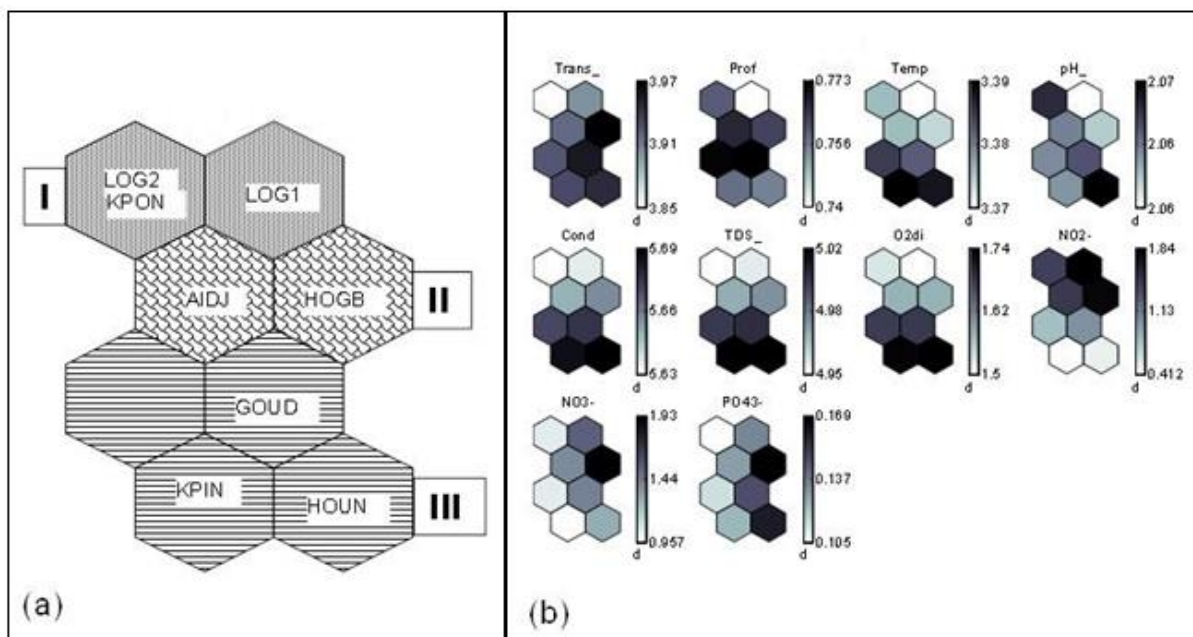 I
LOG2
KPON
LOG1
AIDJ
HOGB
II
GOUD
KPIN
HOUN
III
(a)
Trans_
3.97
3.91
3.85
d
Prof
0.773
0.756
0.74
d
Temp
3.39
3.38
3.37
d
pH_
2.07
2.06
2.06
d
Cond
5.69
5.66
5.63
d
TDS_
5.02
4.98
4.95
d
O2di
1.74
1.62
1.5
d
NO2-
1.84
1.13
0.412
d
NO3-
1.93
1.44
0.957
d
PO43-
0.169
0.137
0.105
d
(b)